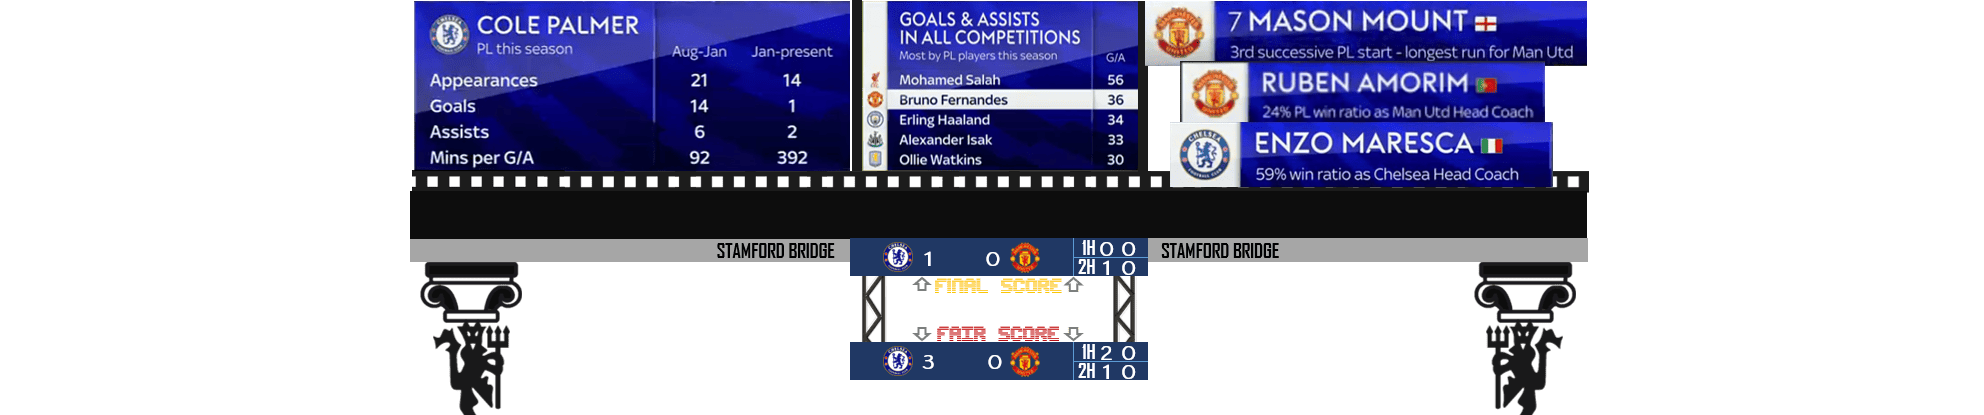 COLE PALMER
PL this season
Aug-Jan Jan-present
Appearances 21 14
Goals 14 1
Assists 6 2
Mins per G/A 92 392
GOALS & ASSISTS
IN ALL COMPETITIONS
Most by PL players this season G/A
Mohamed Salah 56
Bruno Fernandes 36
Erling Haaland 34
Alexander Isak 33
Ollie Watkins 30
7 MASON MOUNT
3rd successive PL start - longest run for Man Utd
RUBEN AMORIM
24% PL win ratio as Man Utd Head Coach
ENZO MARESCA
59% win ratio as Chelsea Head Coach
STAMFORD BRIDGE
1 0
1H 0 0
2H 1 0
STAMFORD BRIDGE
FINAL SCORE
FAIR SCORE
3 0
1H 2 0
2H 1 0